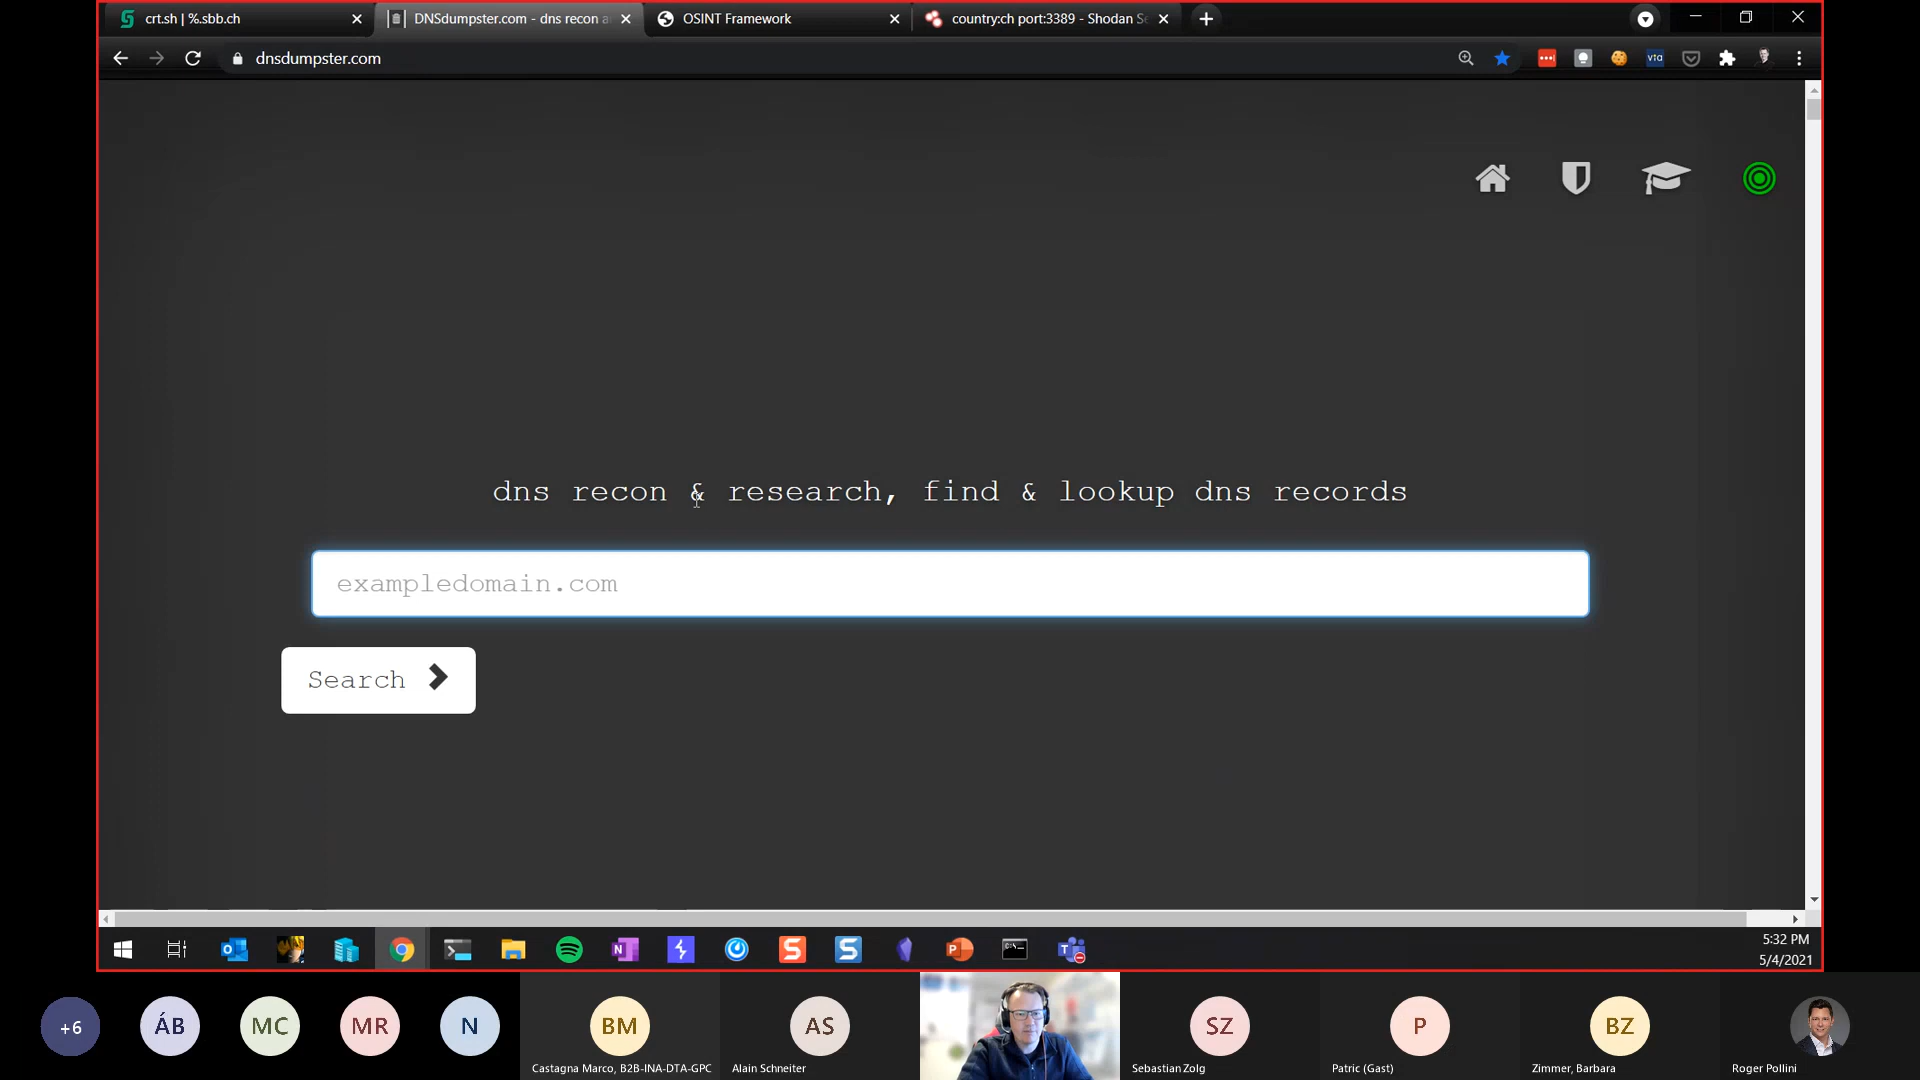 crt.sh | %.sbb.ch
DNSdumpster.com - dns recon a
OSINT Framework
country:ch port:3389 - Shodan Se
dnsdumpster.com
vta
dns recon & research, find & lookup dns records
exampledomain.com
Search
5:32 PM
5/4/2021
+6
ÁB
MC
MR
N
BM
AS
SZ
P
BZ
Castagna Marco, B2B-INA-DTA-GPC
Alain Schneiter
Sebastian Zolg
Patric (Gast)
Zimmer, Barbara
Roger Pollini